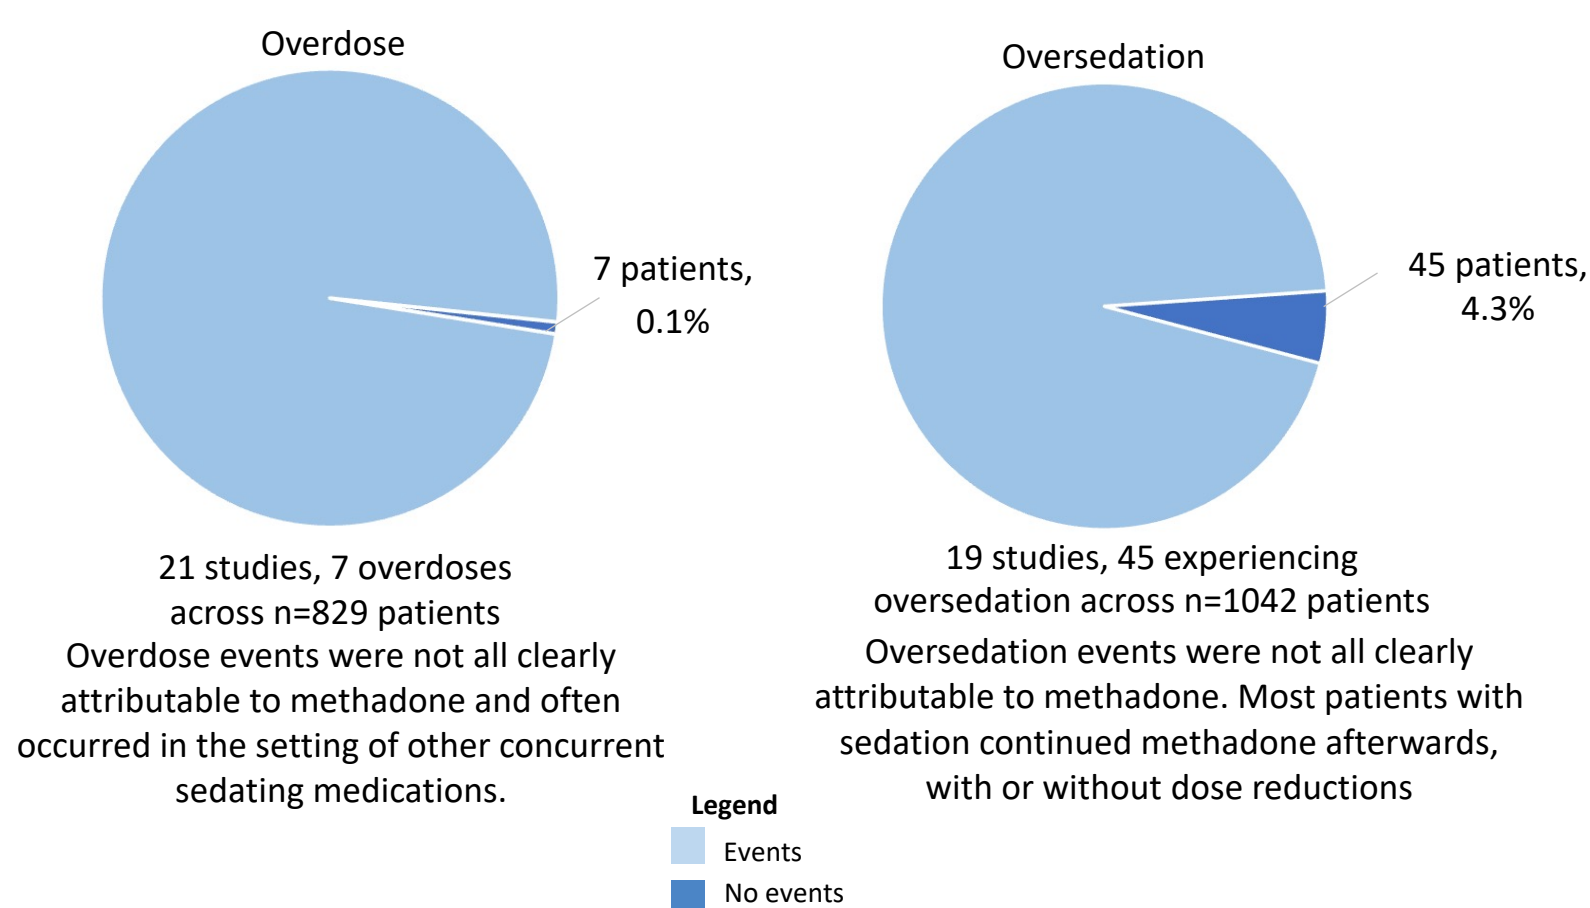 Overdose
7 patients,
0.1%
21 studies, 7 overdoses
across n=829 patients
Overdose events were not all clearly
attributable to methadone and often
occurred in the setting of other concurrent
sedating medications.
Oversedation
45 patients,
4.3%
19 studies, 45 experiencing
oversedation across n=1042 patients
Oversedation events were not all clearly
attributable to methadone. Most patients with
sedation continued methadone afterwards,
with or without dose reductions
Legend
Events
No events